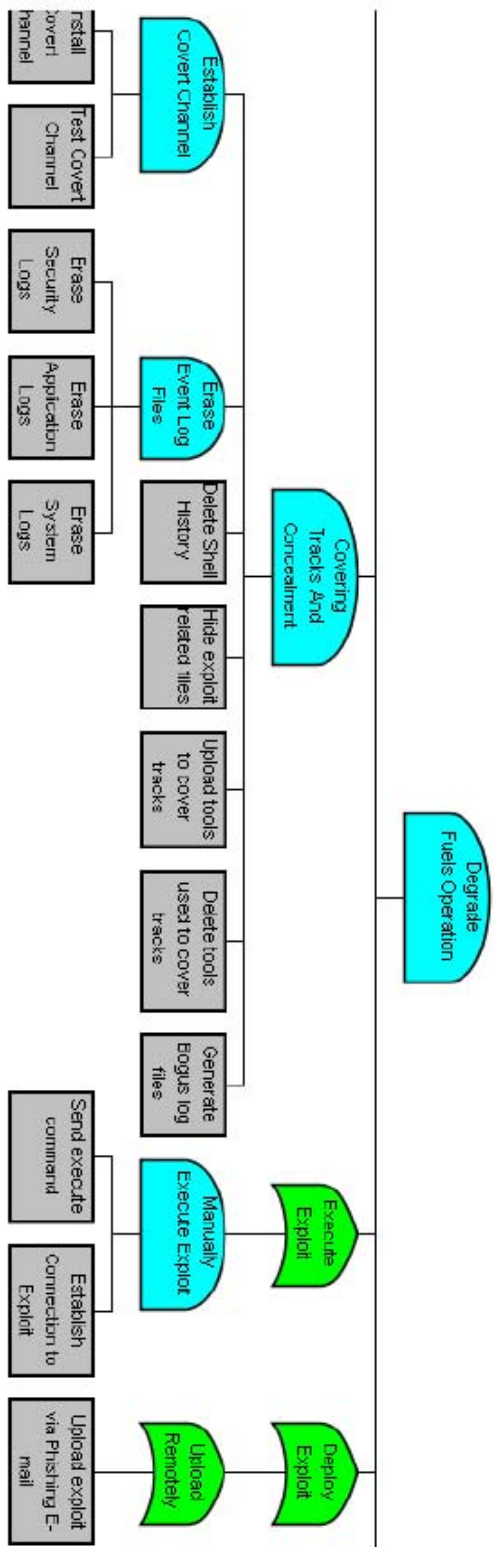 Degrade
Fuels Operation
Covering
Tracks And
Concealment
Execute
Exploit
Deploy
Exploit
Establish
Covert Channel
Erase
Event Log
Files
Delete Shell
History
Hide exploit
related files
Upload tools
to cover
tracks
Delete tools
used to cover
tracks
Generate
Bogus log
files
Manually
Execute Exploit
Upload
Remotely
nstall
Covert
hannel
Test Covert
Channel
Erase
Security
Logs
Erase
Application
Logs
Erase
System
Logs
Send execute
command
Establish
Connection to
Exploit
Upload exploit
via Phishing E-
mail